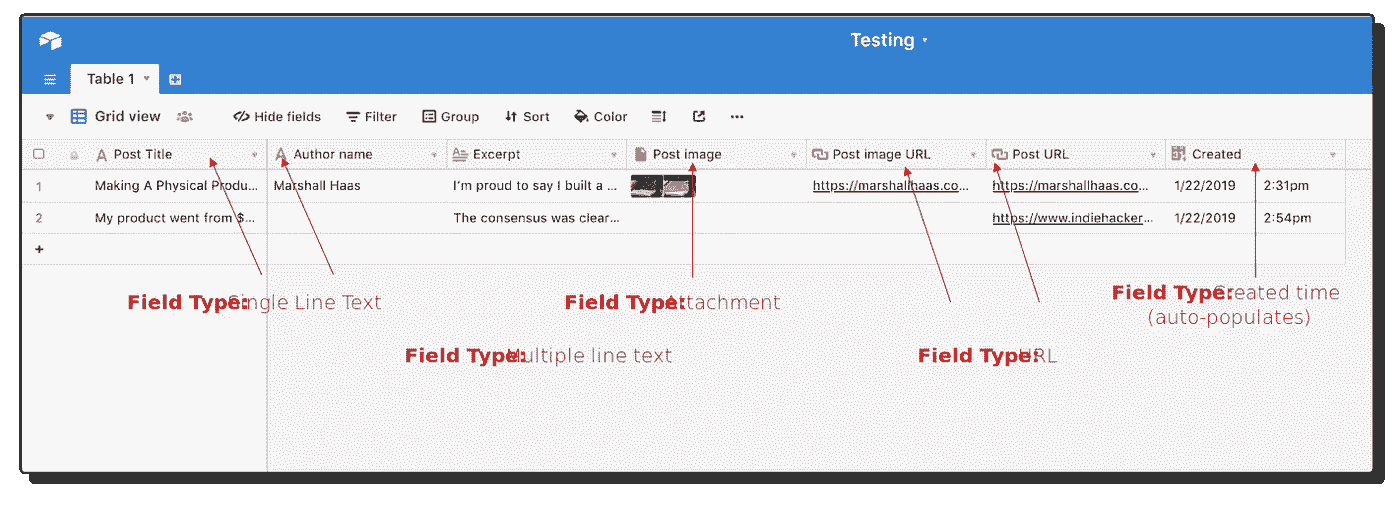 Testing
Table 1
Grid view Hide fields Filter Group Sort Color
Post Title Author name Excerpt Post image Post image URL Post URL Created
1 Making A Physical Produ... Marshall Haas I'm proud to say I built a ... https://marshallhaas.co... https://marshallhaas.co... 1/22/2019 2:31pm
2 My product went from $... The consensus was clear... https://www.indiehacker... 1/22/2019 2:54pm
+
Field Type: Single Line Text Field Type: Attachment Field Type: Created time
(auto-populates)
Field Type: Multiple line text Field Type: URL